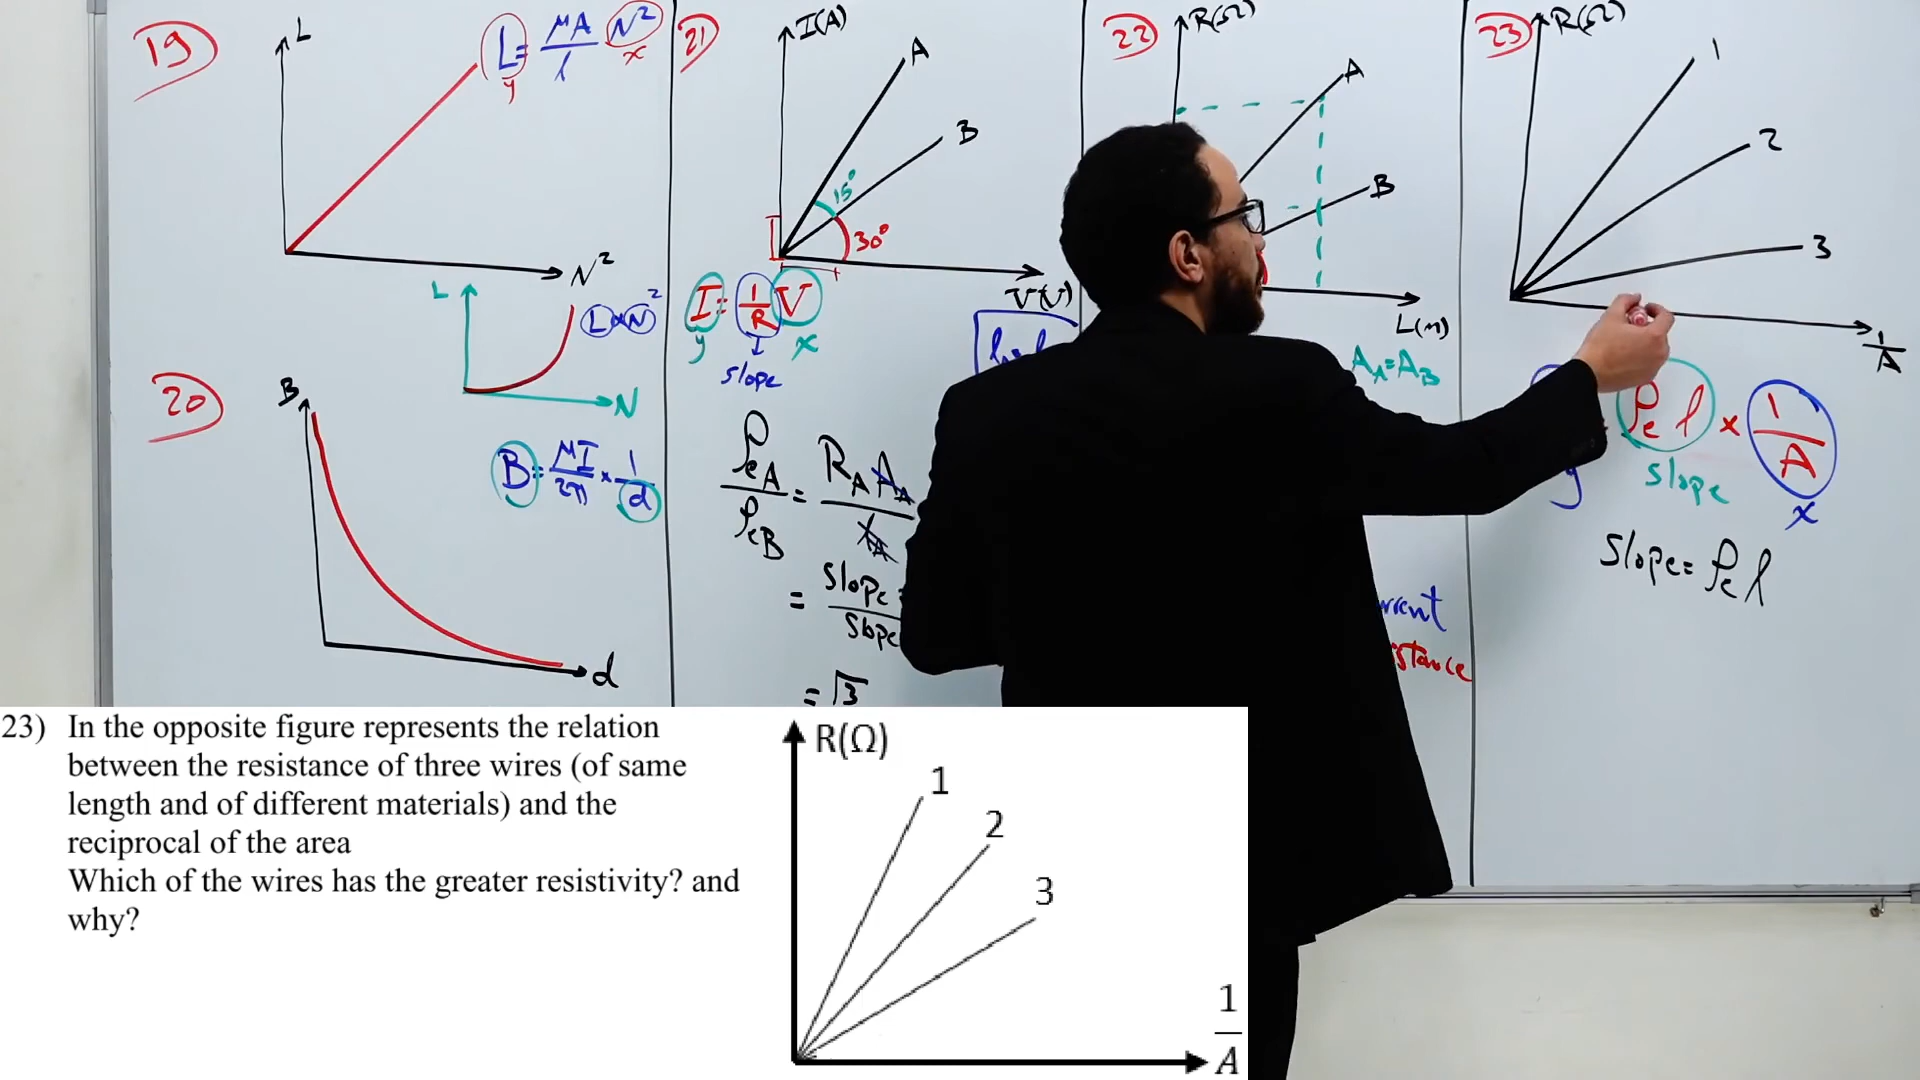 19
L
L = μA/l N²
y
x
N²
L
L α N²
N
20
B
B = μI/2π × 1/d
d
21
I(A)
A
B
15°
30°
V(V)
I = 1/R V
y
slope
x
ρeA/ρeB = RA AA
= slope
slope
= √3
22
R(Ω)
A
B
L(m)
AA = AB
23
R(Ω)
1
2
3
1/A
ρe l × 1/A
y
slope
x
Slope = ρe l
23) In the opposite figure represents the relation
between the resistance of three wires (of same
length and of different materials) and the
reciprocal of the area
Which of the wires has the greater resistivity? and
why?
R(Ω)
1
2
3
1
A